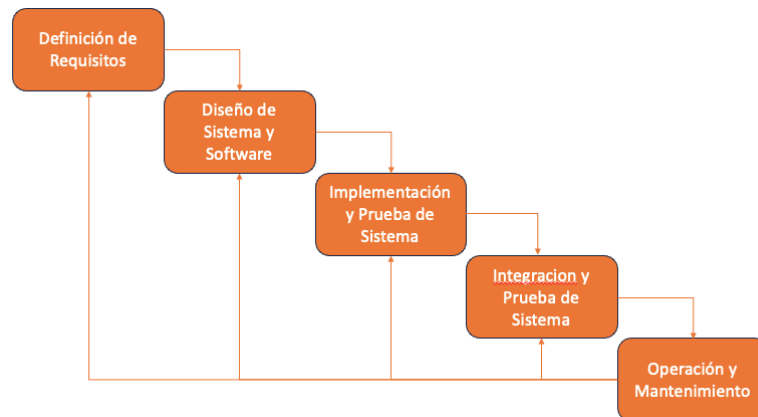 Definición de
Requisitos
Diseño de
Sistema y
Software
Implementación
y Prueba de
Sistema
Integracion y
Prueba de
Sistema
Operación y
Mantenimiento